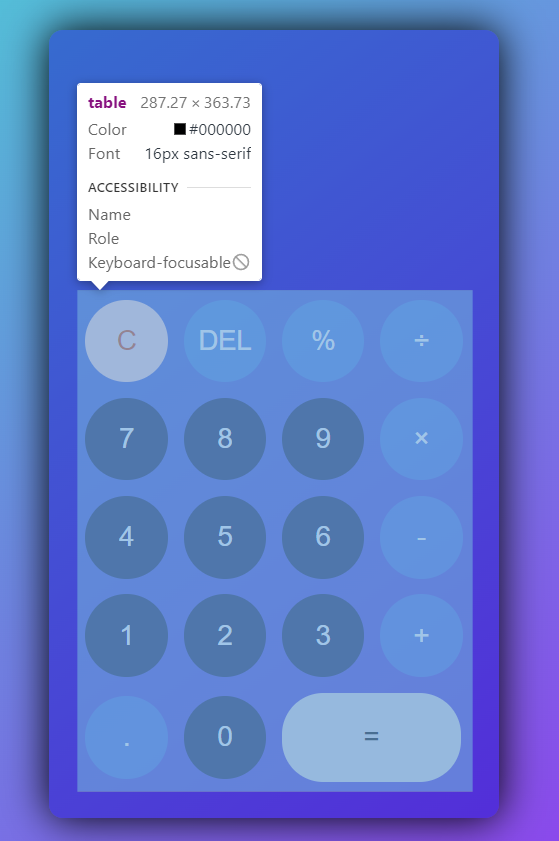 table 287.27 × 363.73
Color #000000
Font 16px sans-serif
ACCESSIBILITY
Name
Role
Keyboard-focusable
C DEL % ÷
7 8 9 ×
4 5 6 -
1 2 3 +
. 0 =